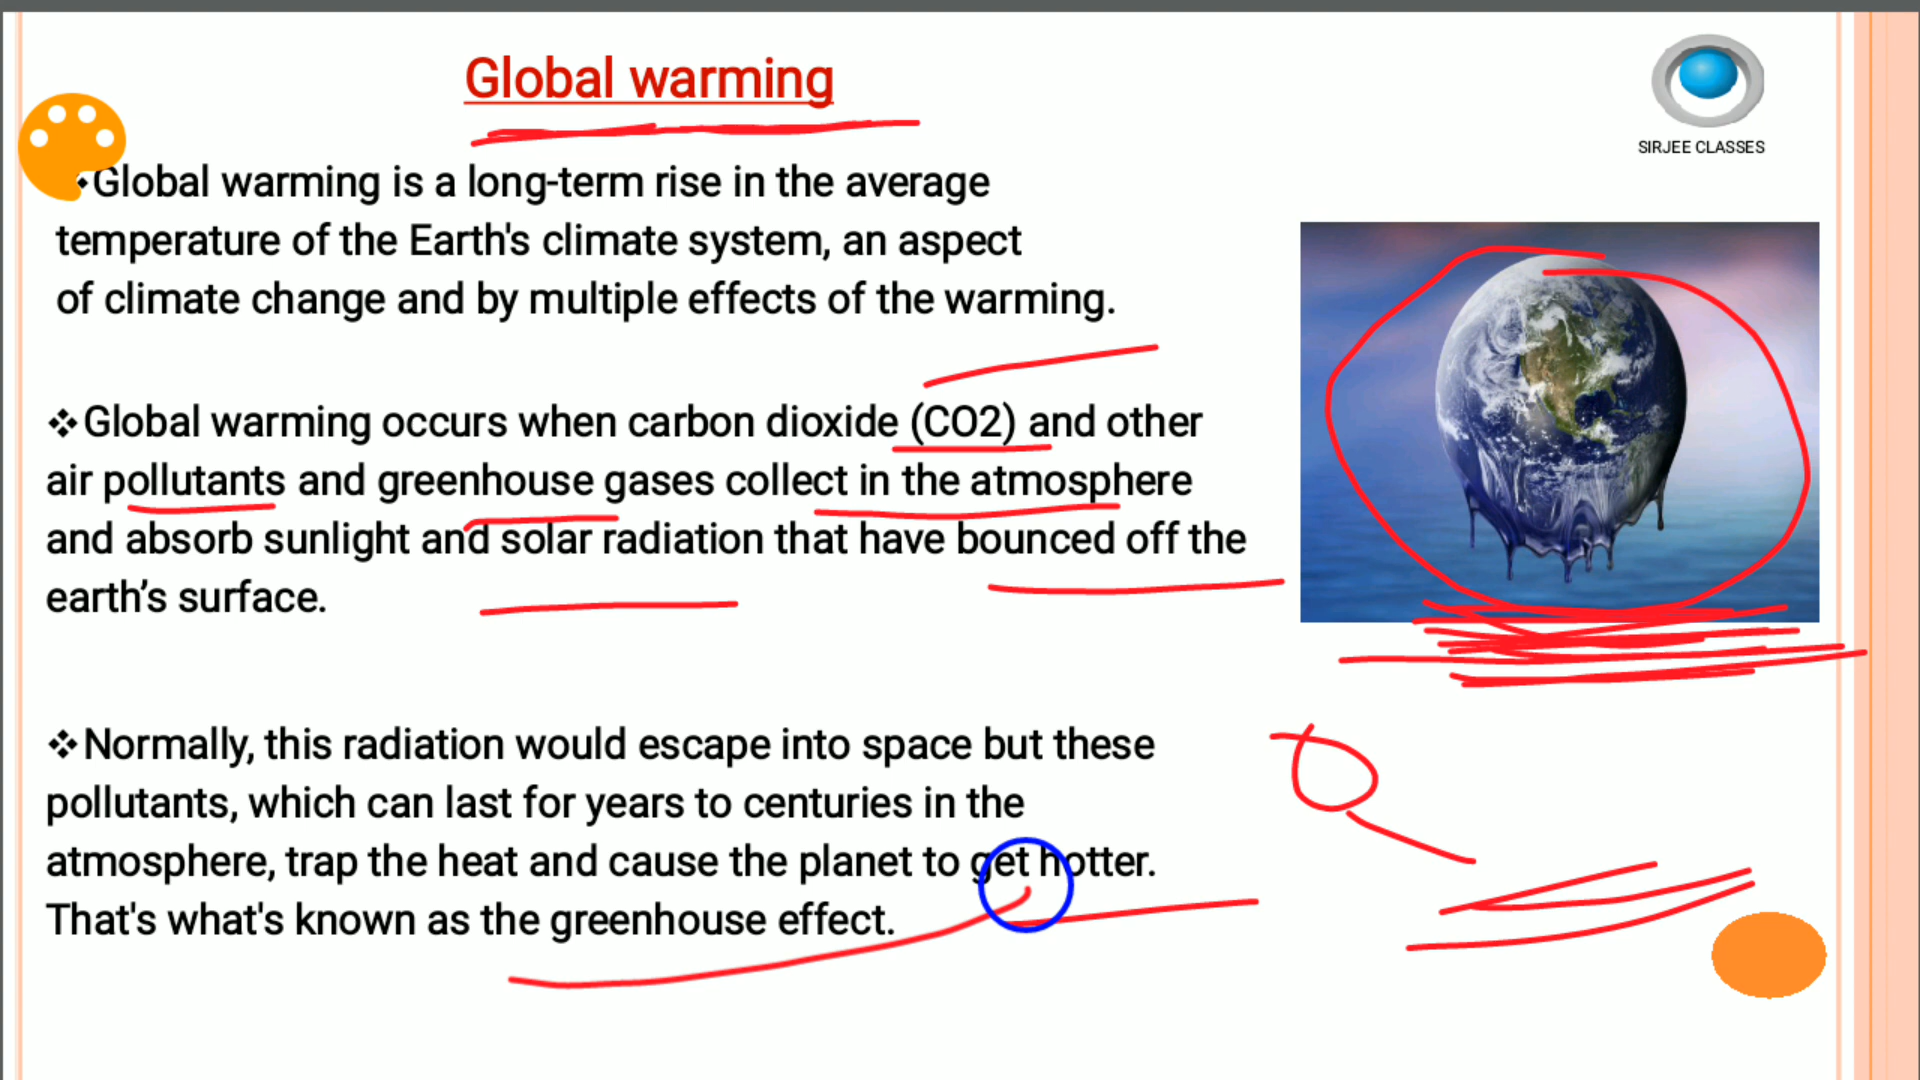 Global warming
SIRJEE CLASSES
Global warming is a long-term rise in the average
temperature of the Earth's climate system, an aspect
of climate change and by multiple effects of the warming.
❖Global warming occurs when carbon dioxide (CO2) and other
air pollutants and greenhouse gases collect in the atmosphere
and absorb sunlight and solar radiation that have bounced off the
earth’s surface.
❖Normally, this radiation would escape into space but these
pollutants, which can last for years to centuries in the
atmosphere, trap the heat and cause the planet to get hotter.
That's what's known as the greenhouse effect.